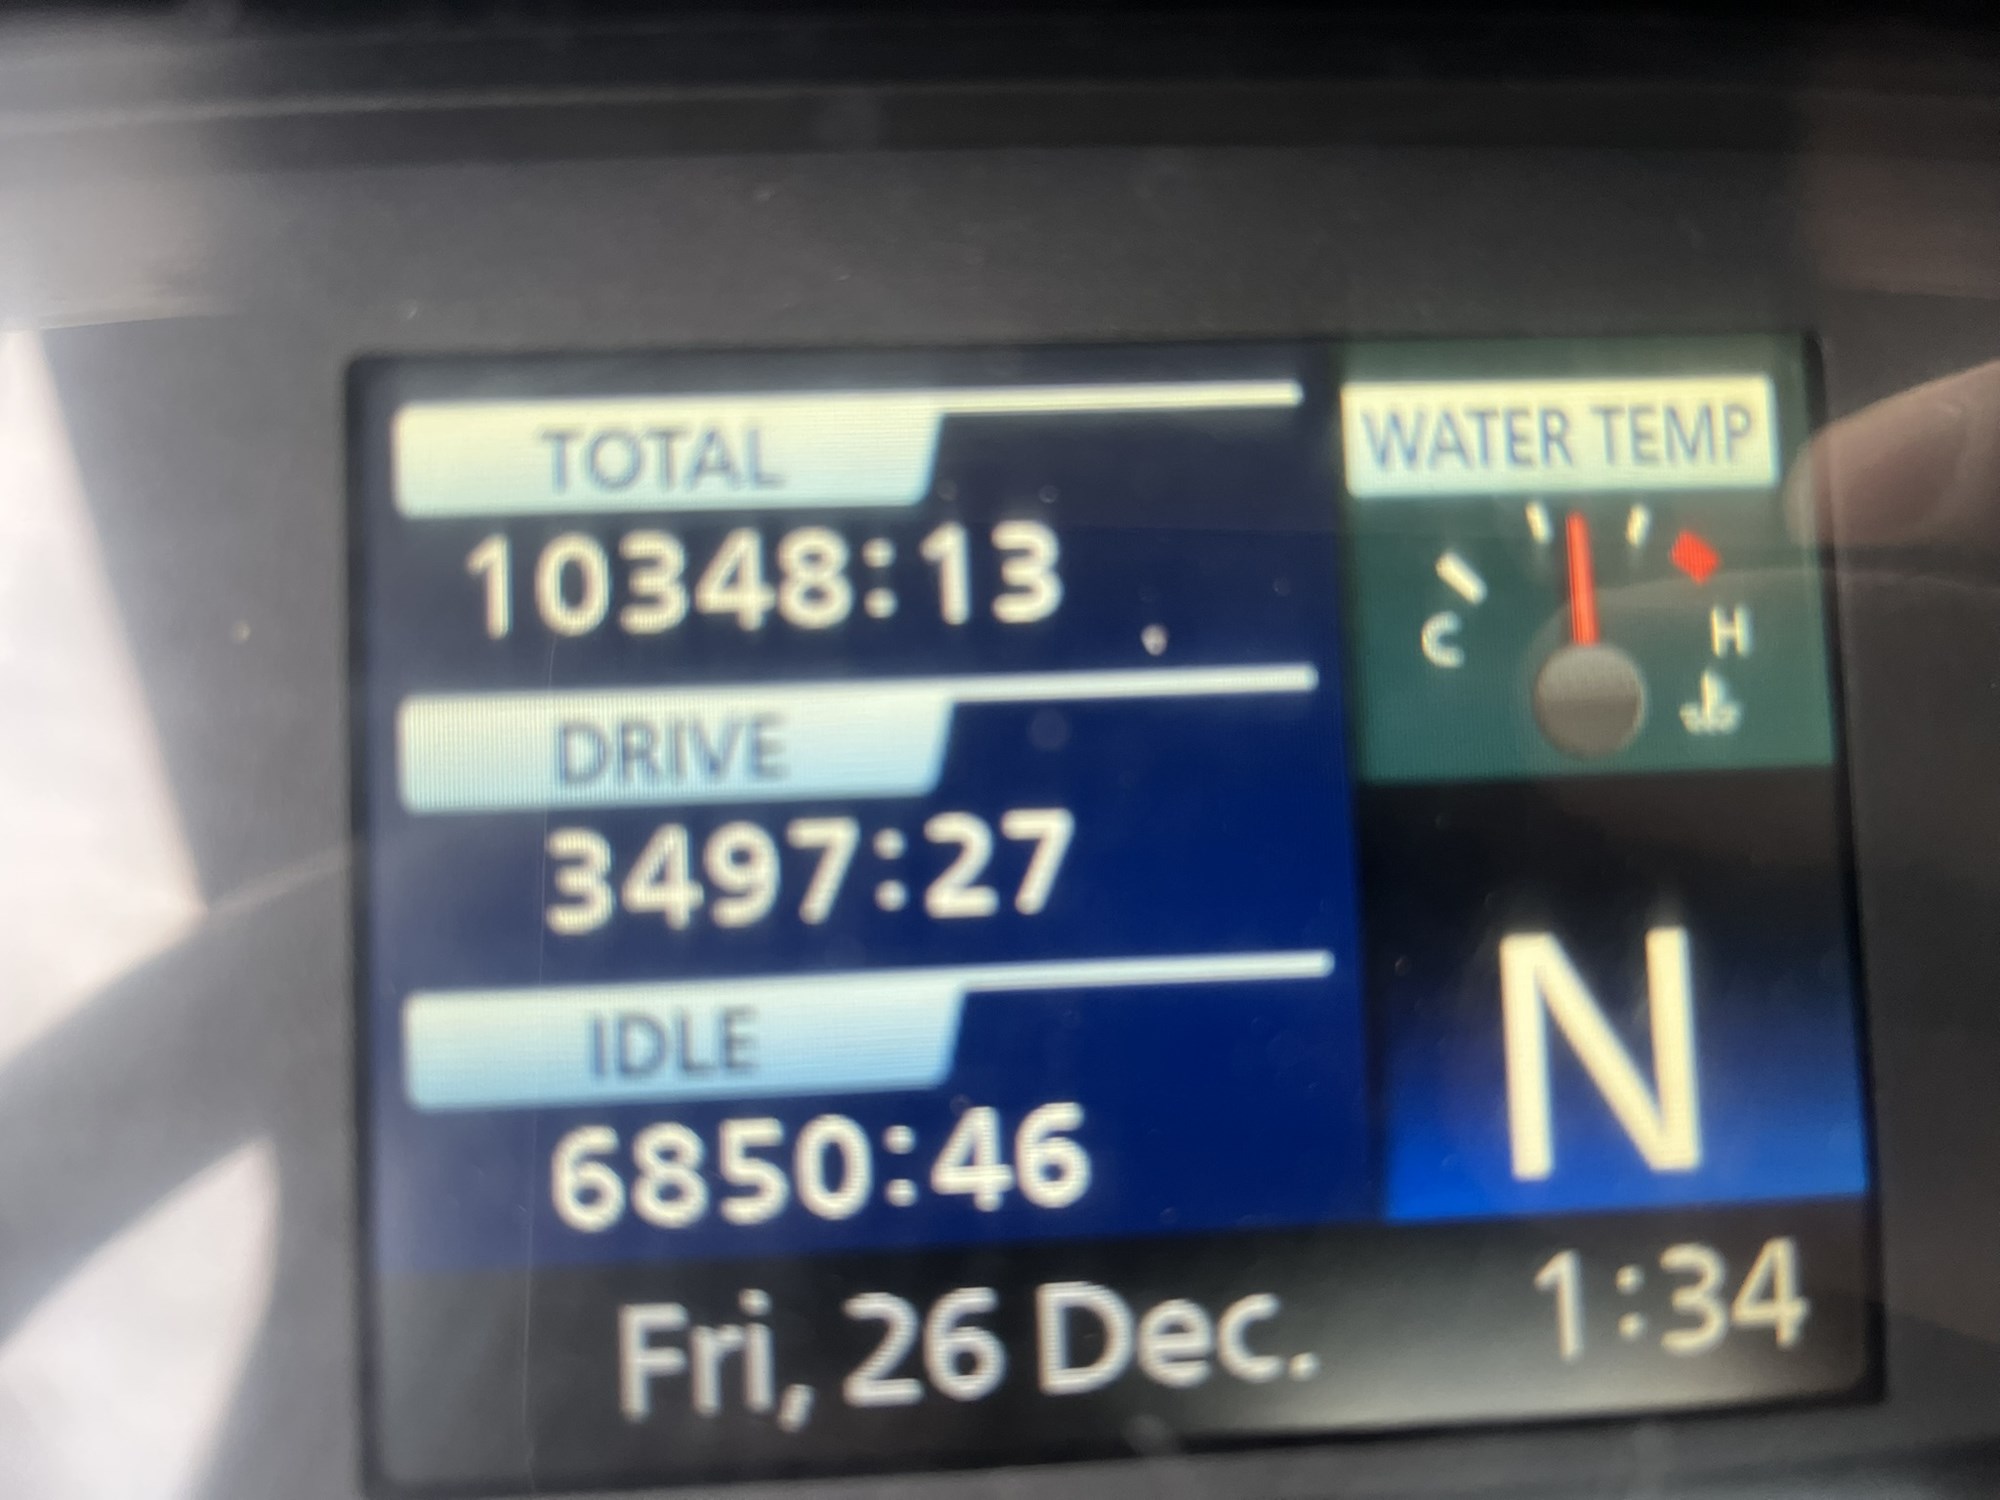 TOTAL
10348:13
DRIVE
3497:27
IDLE
6850:46
WATER TEMP
C
H
N
Fri, 26 Dec. 1:34